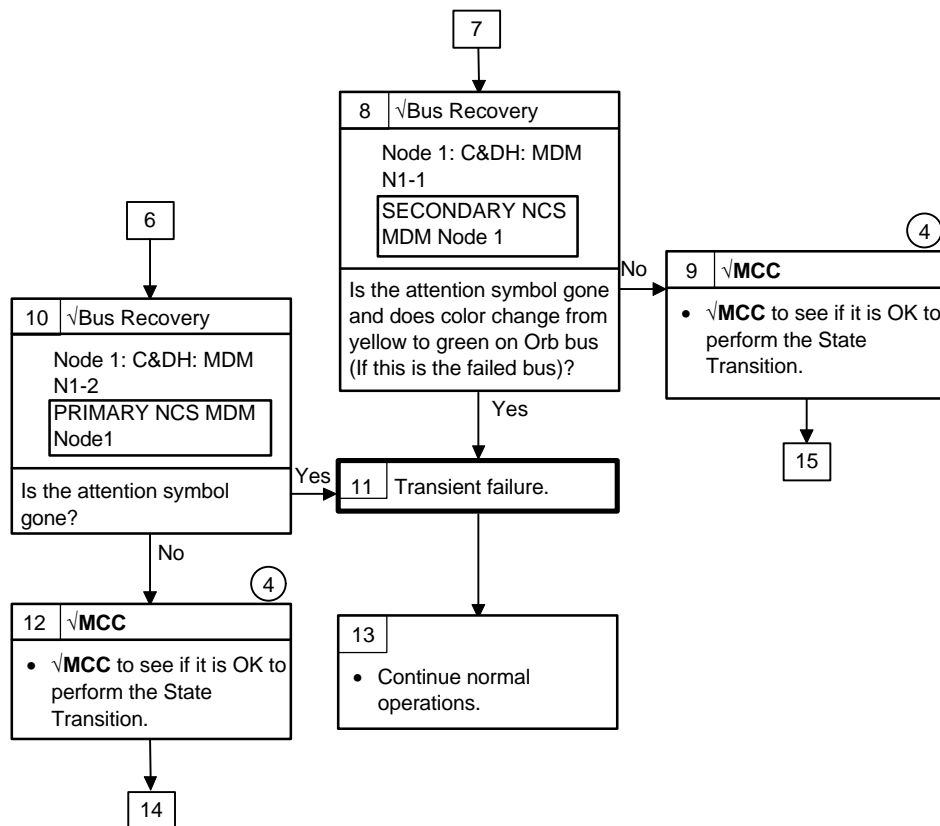 7
8 √Bus Recovery
Node 1: C&DH: MDM
N1-1
SECONDARY NCS
MDM Node 1
Is the attention symbol gone
and does color change from
yellow to green on Orb bus
(If this is the failed bus)?
No
Yes
4
9 √MCC
• √MCC to see if it is OK to
perform the State
Transition.
15
6
10 √Bus Recovery
Node 1: C&DH: MDM
N1-2
PRIMARY NCS MDM
Node1
Is the attention symbol
gone?
Yes
No
11 Transient failure.
4
12 √MCC
• √MCC to see if it is OK to
perform the State
Transition.
14
13
• Continue normal
operations.